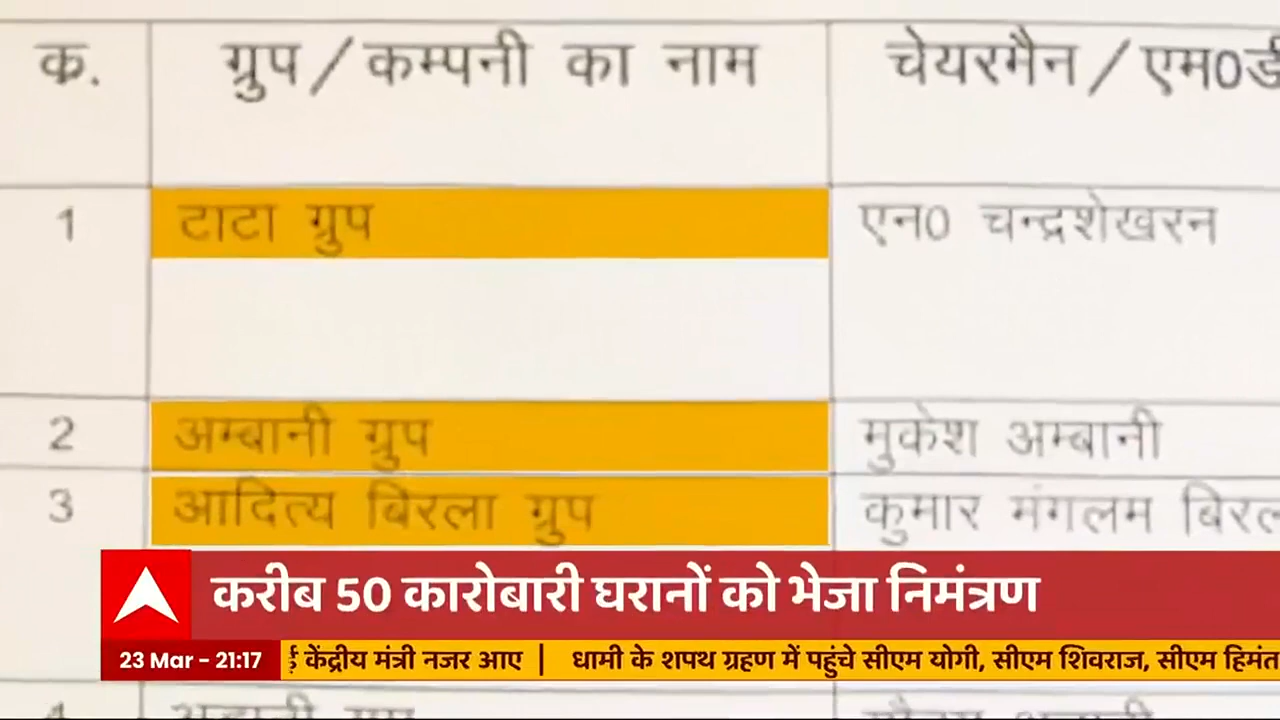 क. ग्रुप / कम्पनी का नाम चेयरमैन / एम0डी
1 टाटा ग्रुप एन0 चन्द्रशेखरन
2 अम्बानी ग्रुप मुकेश अम्बानी
3 आदित्य बिरला ग्रुप कुमार मंगलम बिरल
करीब 50 कारोबारी घरानों को भेजा निमंत्रण
23 Mar - 21:17 केंद्रीय मंत्री नजर आए | धामी के शपथ ग्रहण में पहुंचे सीएम योगी, सीएम शिवराज, सीएम हिमंत